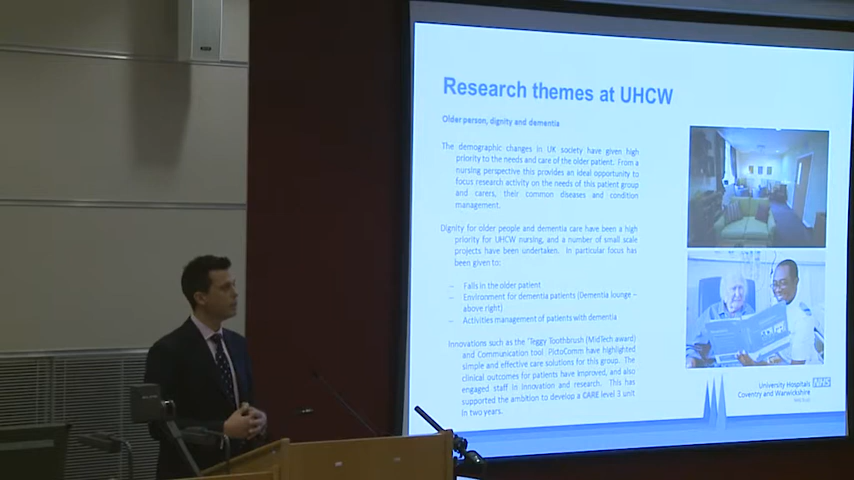 Research themes at UHCW
Older person, dignity and dementia
The demographic changes in UK society have given high
priority to the needs and care of the older patient. From a
nursing perspective this provides an ideal opportunity to
focus research activity on the needs of this patient group
and carers, their common diseases and condition
management.
Dignity for older people and dementia care have been a high
priority for UHCW nursing, and a number of small scale
projects have been undertaken. In particular focus has
been given to:
– Falls in the older patient
– Environment for dementia patients (Dementia lounge –
above right)
– Activities management of patients with dementia
Innovations such as the 'Teggy Toothbrush (MidTech award)
and Communication tool PictoComm have highlighted
simple and effective care solutions for this group. The
clinical outcomes for patients have improved, and also
engaged staff in innovation and research. This has
supported the ambition to develop a CARE level 3 unit
in two years.
University Hospitals NHS
Coventry and Warwickshire